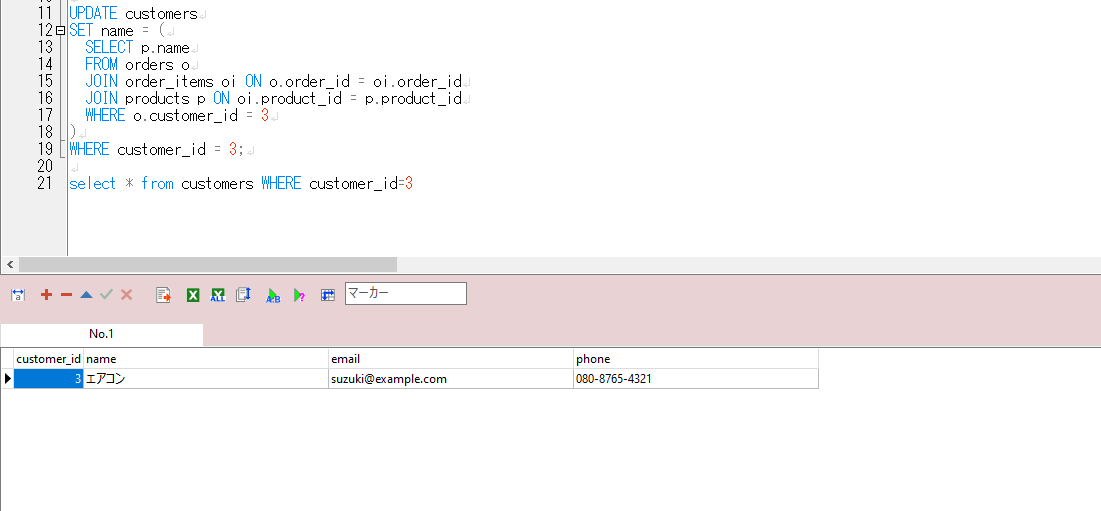 11 UPDATE customers
12 SET name = (
13 SELECT p.name
14 FROM orders o
15 JOIN order_items oi ON o.order_id = oi.order_id
16 JOIN products p ON oi.product_id = p.product_id
17 WHERE o.customer_id = 3
18 )
19 WHERE customer_id = 3;
20
21 select * from customers WHERE customer_id=3
a ALL A:B ? マーカー
No.1
customer_id name email phone
3 エアコン suzuki@example.com 080-8765-4321